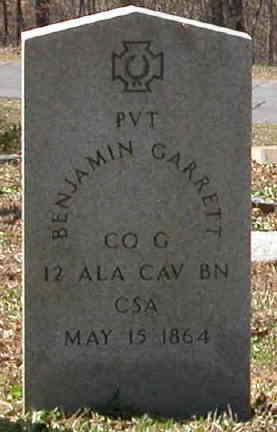 PVT
BENJAMIN GARRETT
CO G
12 ALA CAV BN
CSA
MAY 15 1864